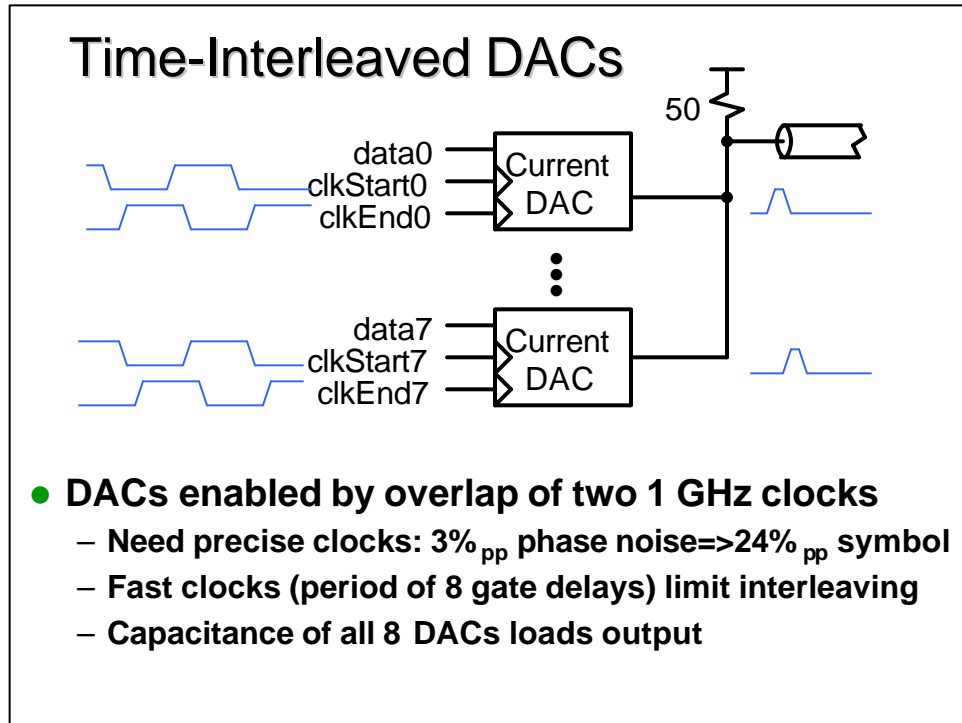 Time-Interleaved DACs
50
data0
clkStart0
clkEnd0
Current
DAC
data7
clkStart7
clkEnd7
Current
DAC
● DACs enabled by overlap of two 1 GHz clocks
– Need precise clocks: 3%pp phase noise=>24%pp symbol
– Fast clocks (period of 8 gate delays) limit interleaving
– Capacitance of all 8 DACs loads output